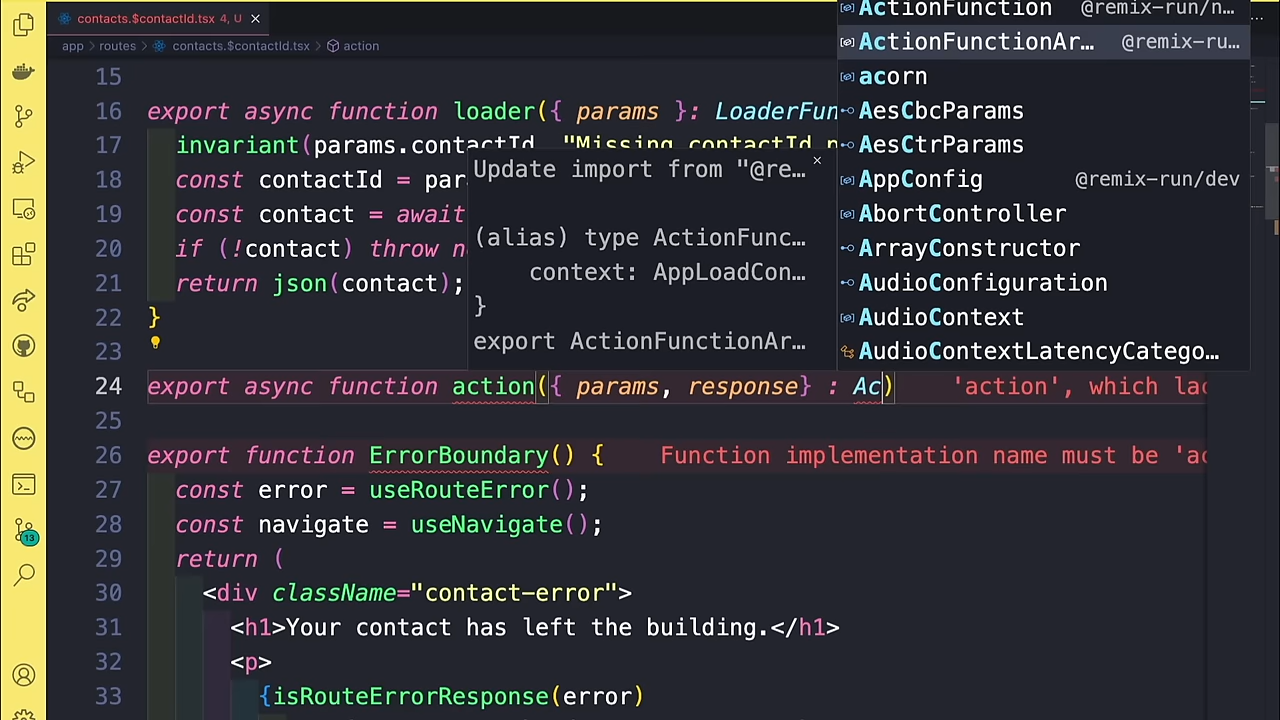 contacts.$contactId.tsx 4, U
app routes contacts.$contactId.tsx action
15
16 export async function loader({ params }: LoaderFun
17 invariant(params.contactId, "Missing contactId p
18 const contactId = par
19 const contact = await
20 if (!contact) throw n
21 return json(contact);
22 }
23
24 export async function action({ params, response} : Ac) 'action', which lac
25
26 export function ErrorBoundary() { Function implementation name must be 'ac
27 const error = useRouteError();
28 const navigate = useNavigate();
29 return (
30 <div className="contact-error">
31 <h1>Your contact has left the building.</h1>
32 <p>
33 {isRouteErrorResponse(error)
Update import from "@re…
(alias) type ActionFunc…
context: AppLoadCon…
}
export ActionFunctionAr…
ActionFunction @remix-run/n…
ActionFunctionAr… @remix-ru…
acorn
AesCbcParams
AesCtrParams
AppConfig @remix-run/dev
AbortController
ArrayConstructor
AudioConfiguration
AudioContext
AudioContextLatencyCatego…
13